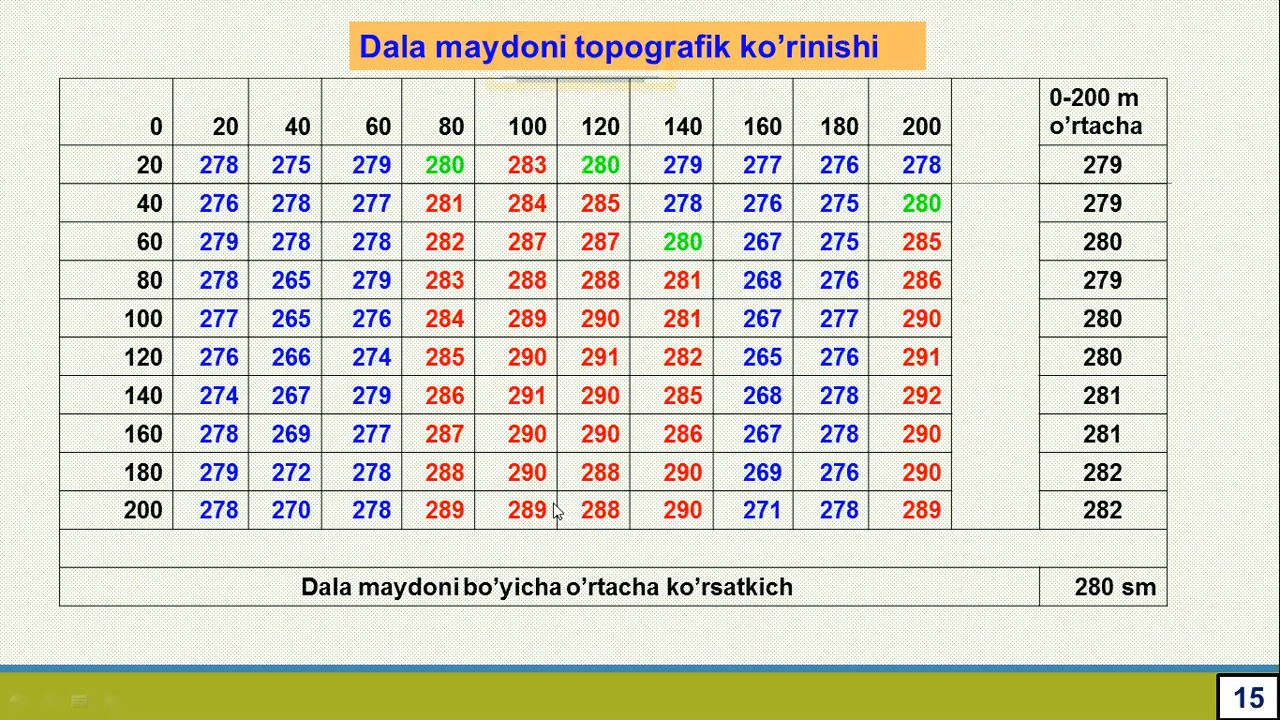 Dala maydoni topografik ko’rinishi
0-200 m
0 20 40 60 80 100 120 140 160 180 200 o’rtacha
20 278 275 279 280 283 280 279 277 276 278 279
40 276 278 277 281 284 285 278 276 275 280 279
60 279 278 278 282 287 287 280 267 275 285 280
80 278 265 279 283 288 288 281 268 276 286 279
100 277 265 276 284 289 290 281 267 277 290 280
120 276 266 274 285 290 291 282 265 276 291 280
140 274 267 279 286 291 290 285 268 278 292 281
160 278 269 277 287 290 290 286 267 278 290 281
180 279 272 278 288 290 288 290 269 276 290 282
200 278 270 278 289 289 288 290 271 278 289 282
Dala maydoni bo’yicha o’rtacha ko’rsatkich 280 sm
15